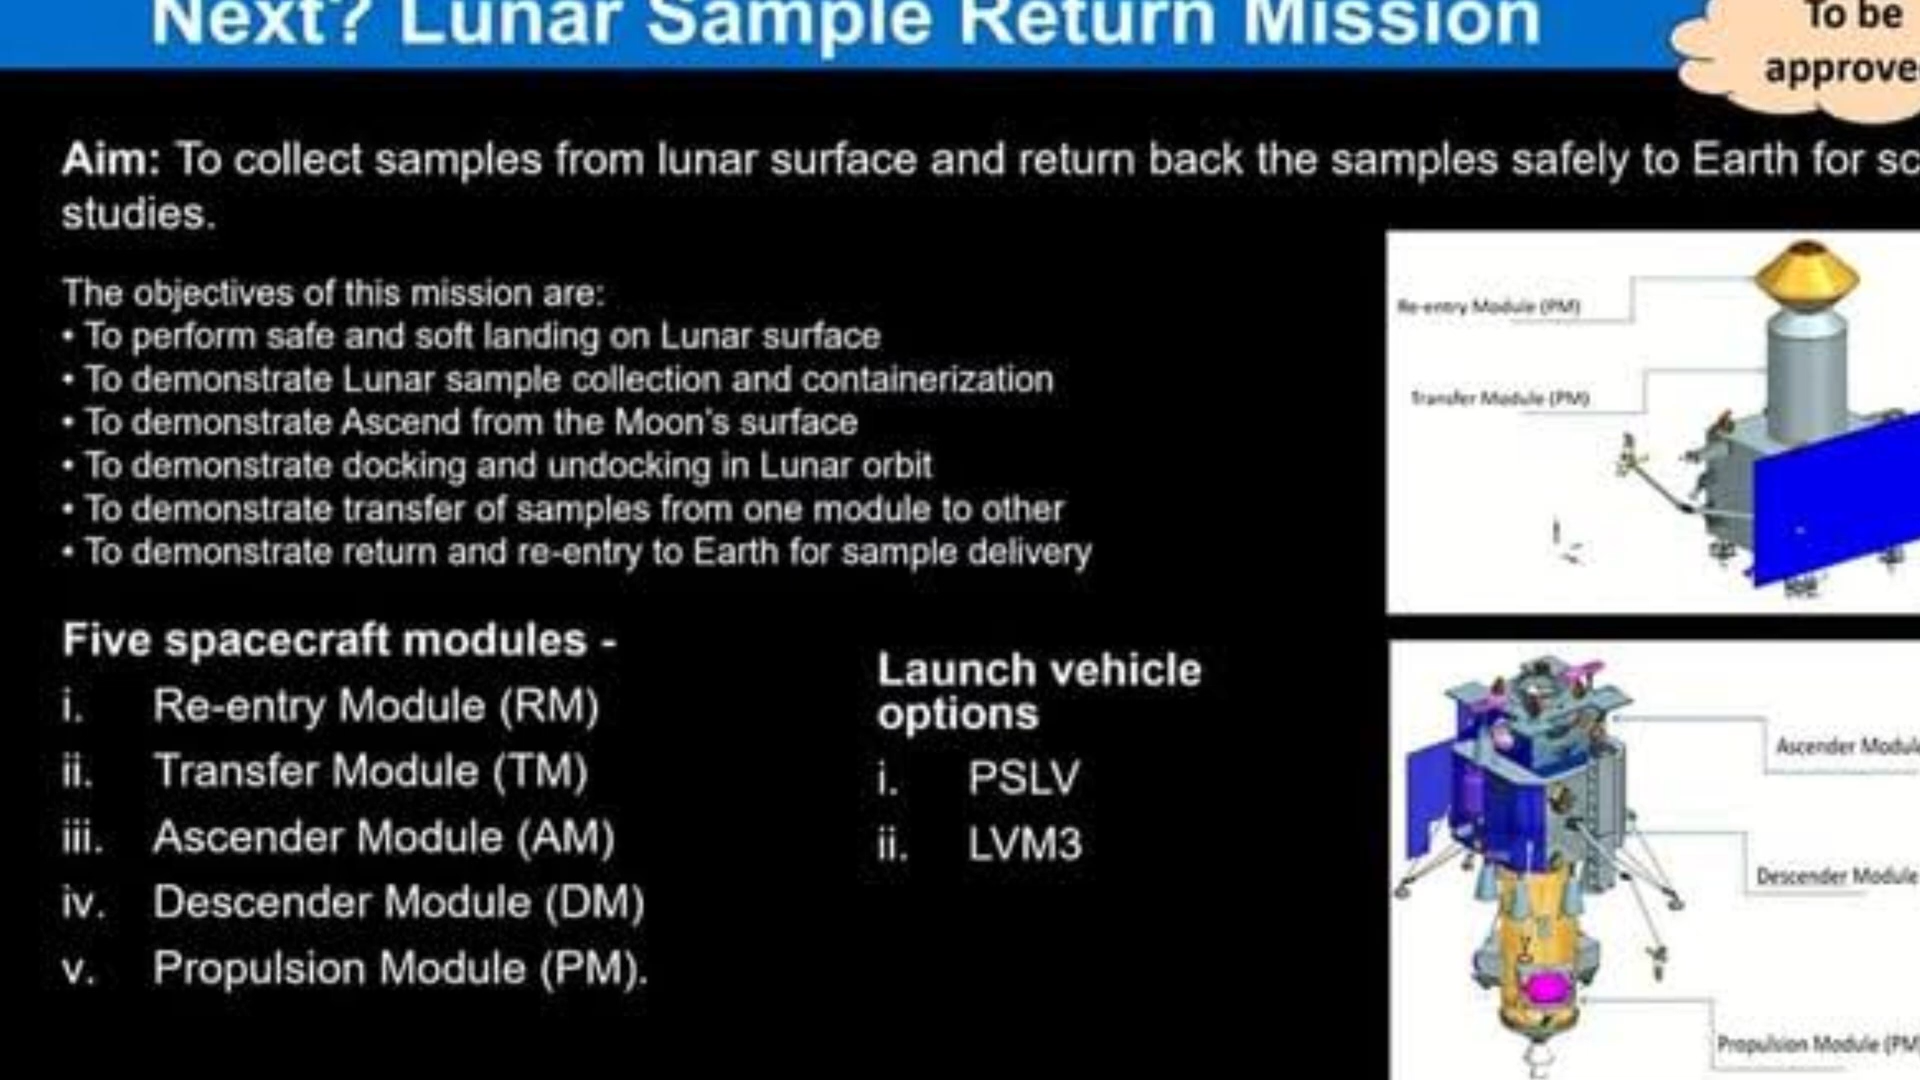 Next? Lunar Sample Return Mission
To be
approve
Aim: To collect samples from lunar surface and return back the samples safely to Earth for sc
studies.
The objectives of this mission are:
• To perform safe and soft landing on Lunar surface
• To demonstrate Lunar sample collection and containerization
• To demonstrate Ascend from the Moon's surface
• To demonstrate docking and undocking in Lunar orbit
• To demonstrate transfer of samples from one module to other
• To demonstrate return and re-entry to Earth for sample delivery
Five spacecraft modules -
i. Re-entry Module (RM)
ii. Transfer Module (TM)
iii. Ascender Module (AM)
iv. Descender Module (DM)
v. Propulsion Module (PM).
Launch vehicle
options
i. PSLV
ii. LVM3
Re-entry Module (PM)
Transfer Module (PM)
Ascender Module
Descender Module
Propulsion Module (PM